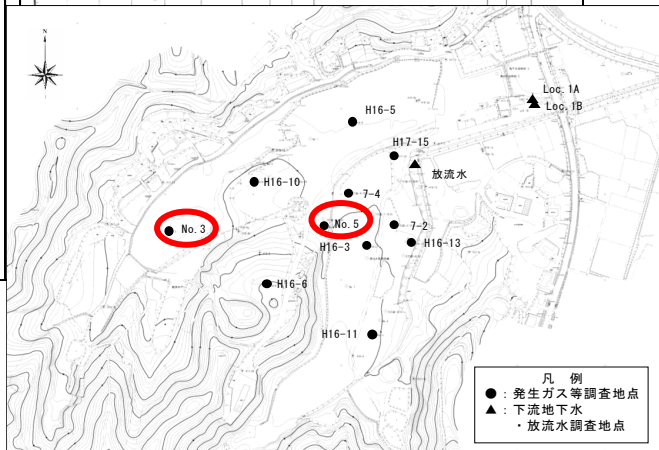 N
Loc. 1A
Loc. 1B
H16-5
H17-15
放流水
H16-10
7-4
No. 3
No. 5
7-2
H16-3
H16-13
H16-6
H16-11
凡 例
● : 発生ガス等調査地点
▲ : 下流地下水
・放流水調査地点